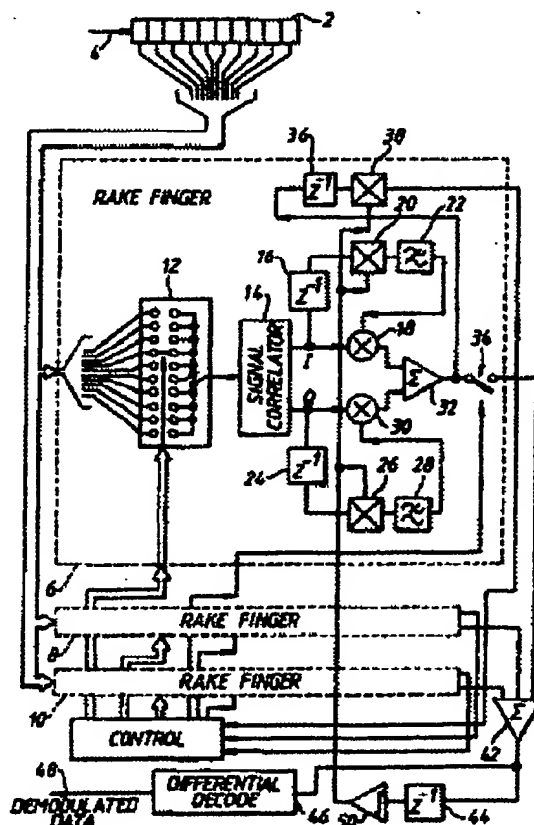 2
4
36
38
RAKE FINGER
20
22
Z⁻¹
12
16
14
Z⁻¹
18
34
SIGNAL CORRELATOR
I
Σ
32
Q
30
24
Z⁻¹
26
28
6
RAKE FINGER
8
RAKE FINGER
10
CONTROL
Σ
42
48
DEMODULATED DATA
DIFFERENTIAL DECODE
46
50
Z⁻¹
44